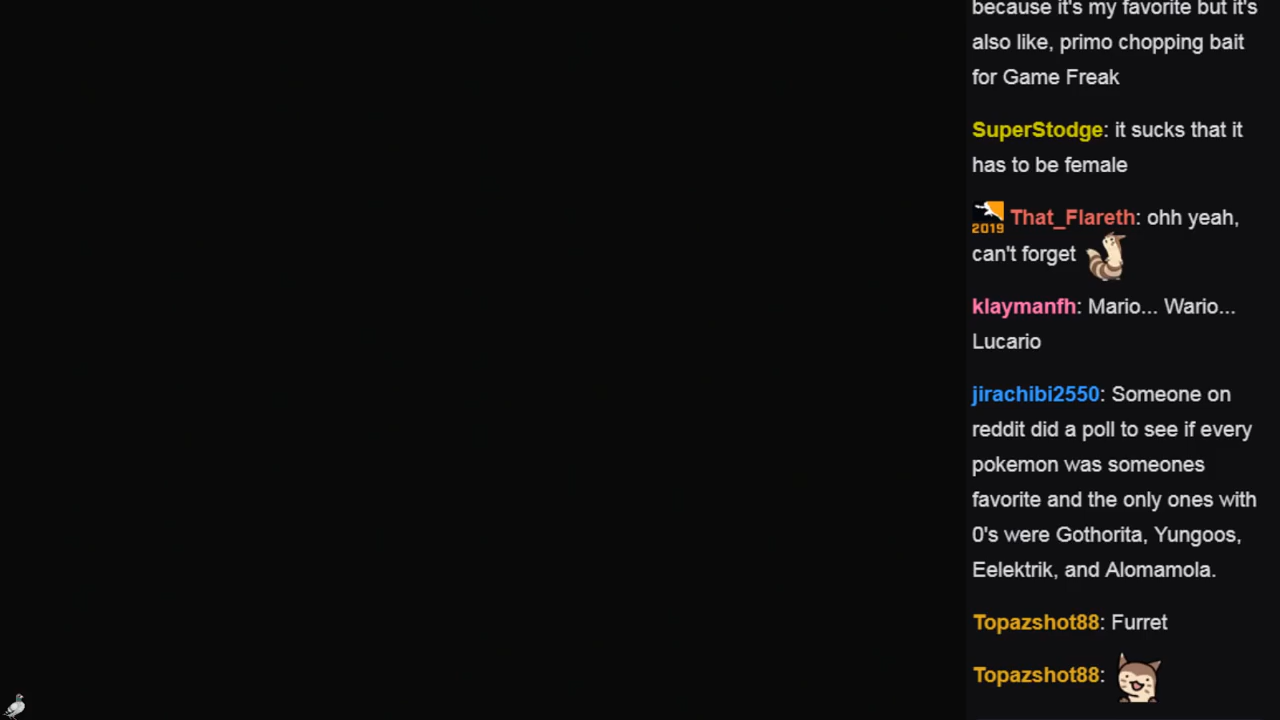 because it's my favorite but it's
also like, primo chopping bait
for Game Freak
SuperStodge: it sucks that it
has to be female
2019 That_Flareth: ohh yeah,
can't forget
klaymanfh: Mario... Wario...
Lucario
jirachibi2550: Someone on
reddit did a poll to see if every
pokemon was someones
favorite and the only ones with
0's were Gothorita, Yungoos,
Eelektrik, and Alomamola.
Topazshot88: Furret
Topazshot88: